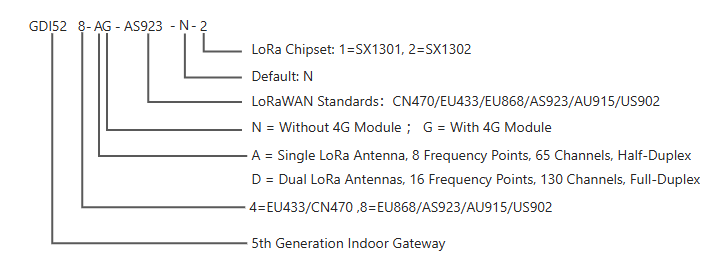 GDI52 8- AG - AS923 - N - 2
LoRa Chipset: 1=SX1301, 2=SX1302
Default: N
LoRaWAN Standards：CN470/EU433/EU868/AS923/AU915/US902
N = Without 4G Module ； G = With 4G Module
A = Single LoRa Antenna, 8 Frequency Points, 65 Channels, Half-Duplex
D = Dual LoRa Antennas, 16 Frequency Points, 130 Channels, Full-Duplex
4=EU433/CN470 ,8=EU868/AS923/AU915/US902
5th Generation Indoor Gateway